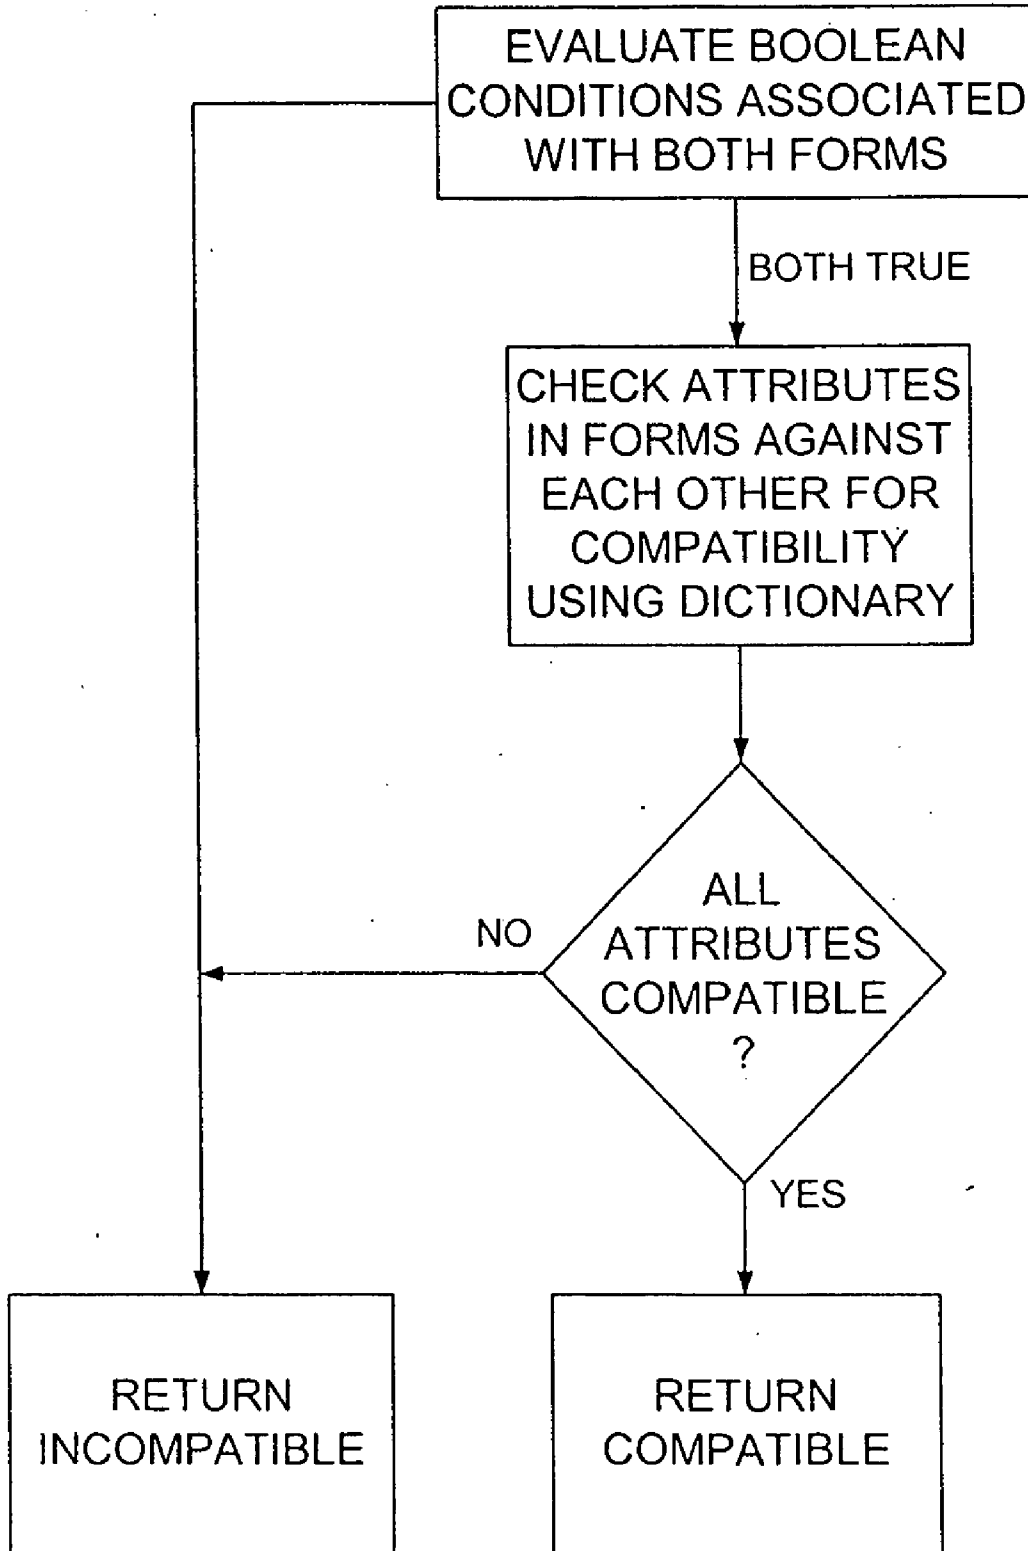 EVALUATE BOOLEAN
CONDITIONS ASSOCIATED
WITH BOTH FORMS
BOTH TRUE
CHECK ATTRIBUTES
IN FORMS AGAINST
EACH OTHER FOR
COMPATIBILITY
USING DICTIONARY
ALL
ATTRIBUTES
COMPATIBLE
?
NO
YES
RETURN
INCOMPATIBLE
RETURN
COMPATIBLE